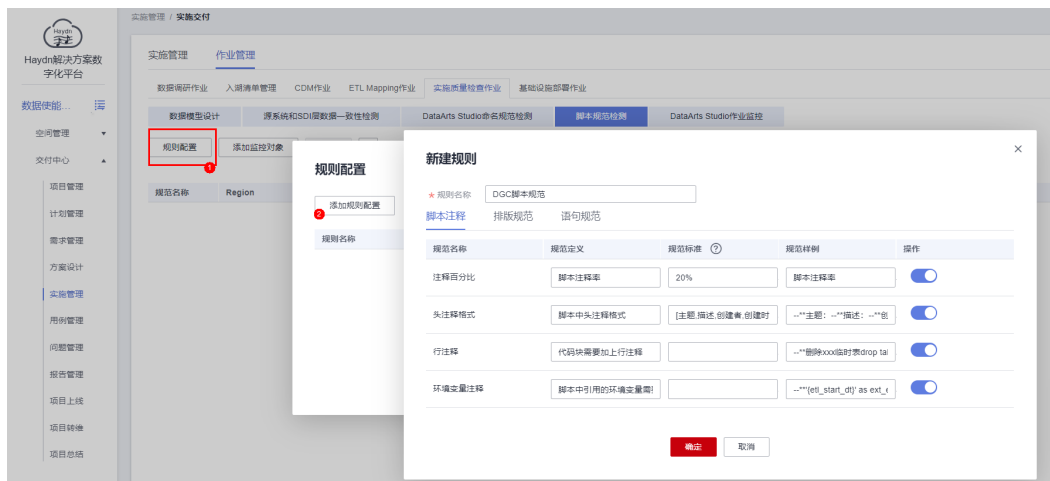 实施管理 / 实施交付
Haydn
Haydn解决方案数
字化平台
数据使能...
空间管理
交付中心
项目管理
计划管理
需求管理
方案设计
实施管理
用例管理
问题管理
报告管理
项目上线
项目转维
项目总结
实施管理 作业管理
数据调研作业 入湖清单管理 CDM作业 ETL Mapping作业 实施质量检查作业 基础设施部署作业
数据模型设计 源系统和SDI层数据一致性检测 DataArts Studio命名规范检测 脚本规范检测 DataArts Studio作业监控
规则配置 添加监控对象
1
规范名称 Region
规则配置
添加规则配置
2
规则名称
新建规则
* 规则名称 DGC脚本规范
脚本注释 排版规范 语句规范
规范名称 规范定义 规范标准 ? 规范样例 操作
注释百分比 脚本注释率 20% 脚本注释率
头注释格式 脚本中头注释格式 [主题,描述,创建者,创建时 --**主题: --**描述: --**创
行注释 代码块需要加上行注释 --**删除xxx临时表drop tal
环境变量注释 脚本中引用的环境变量需! --**'{etl_start_dt}' as ext_e
确定 取消